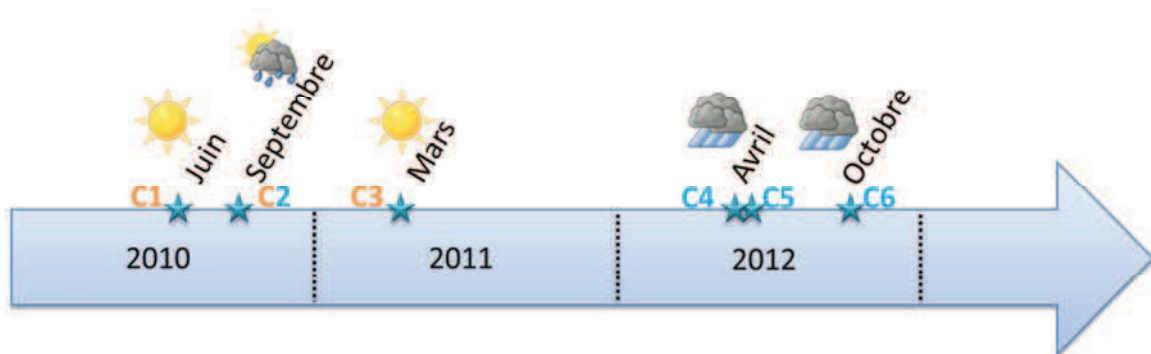 Juin
Septembre
Mars
Avril
Octobre
C1
C2
C3
C4
C5
C6
2010
2011
2012